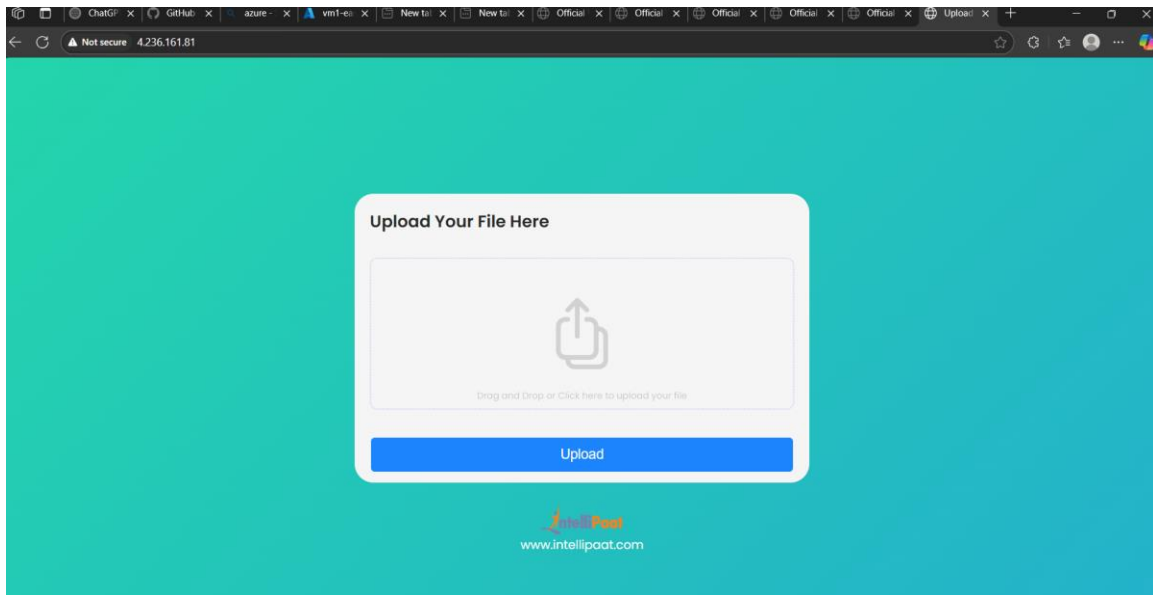 ChatGP
GitHub
azure -
vm1-ea
New tal
New tal
Official
Official
Official
Official
Upload
Not secure
4.236.161.81
Upload Your File Here
Drag and Drop or Click here to upload your file
Upload
IntelliPaat
www.intellipaat.com